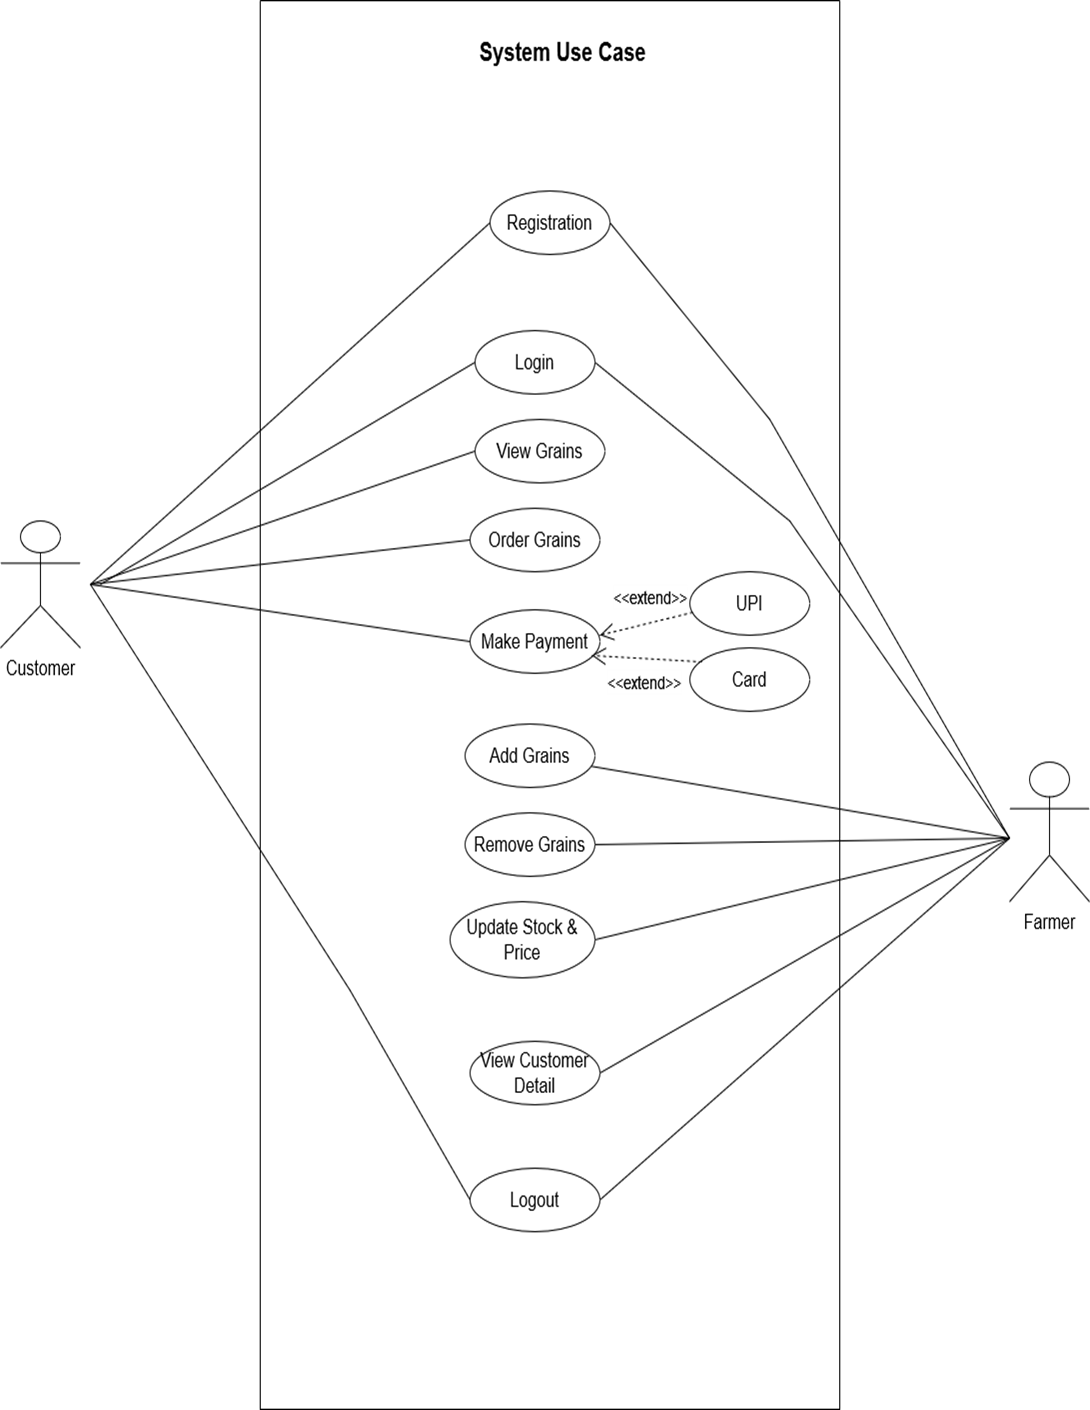 System Use Case
Registration
Login
View Grains
Order Grains
<<extend>>
UPI
Make Payment
Card
<<extend>>
Customer
Add Grains
Remove Grains
Farmer
Update Stock &
Price
View Customer
Detail
Logout